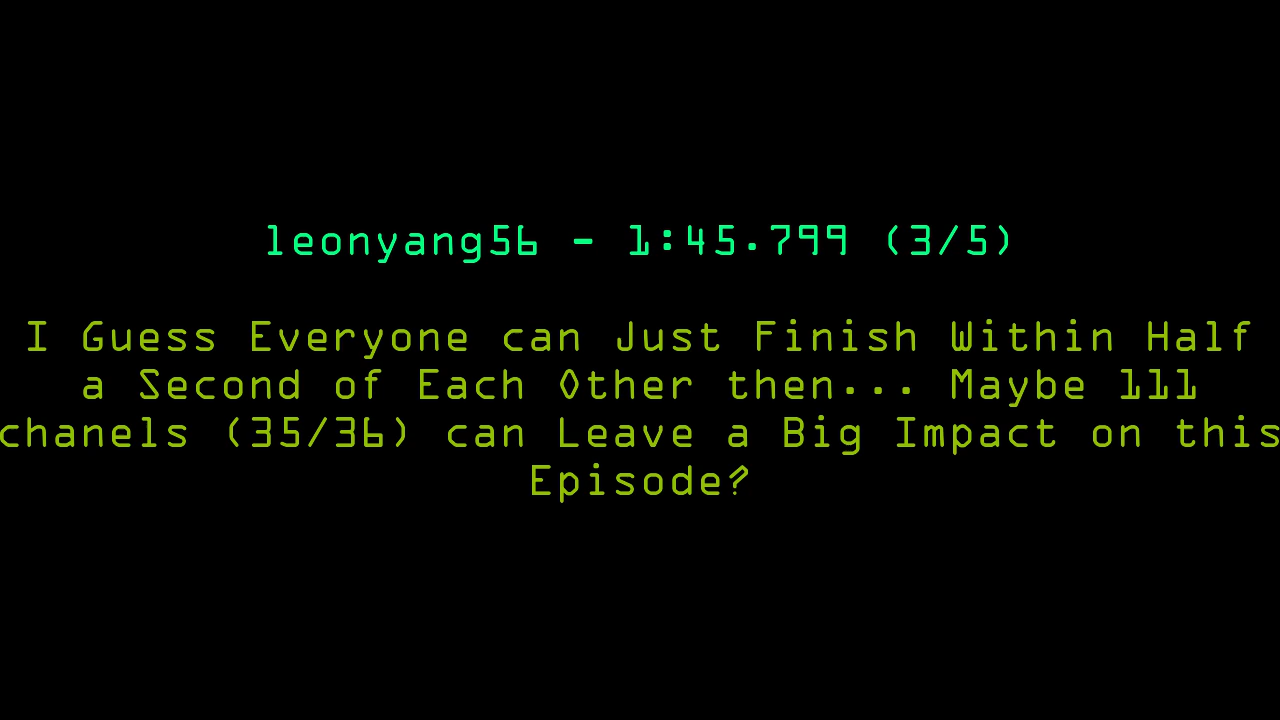 leonyang56 - 1:45.799 (3/5)
I Guess Everyone can Just Finish Within Half
a Second of Each Other then... Maybe 111
chanels (35/36) can Leave a Big Impact on this
Episode?